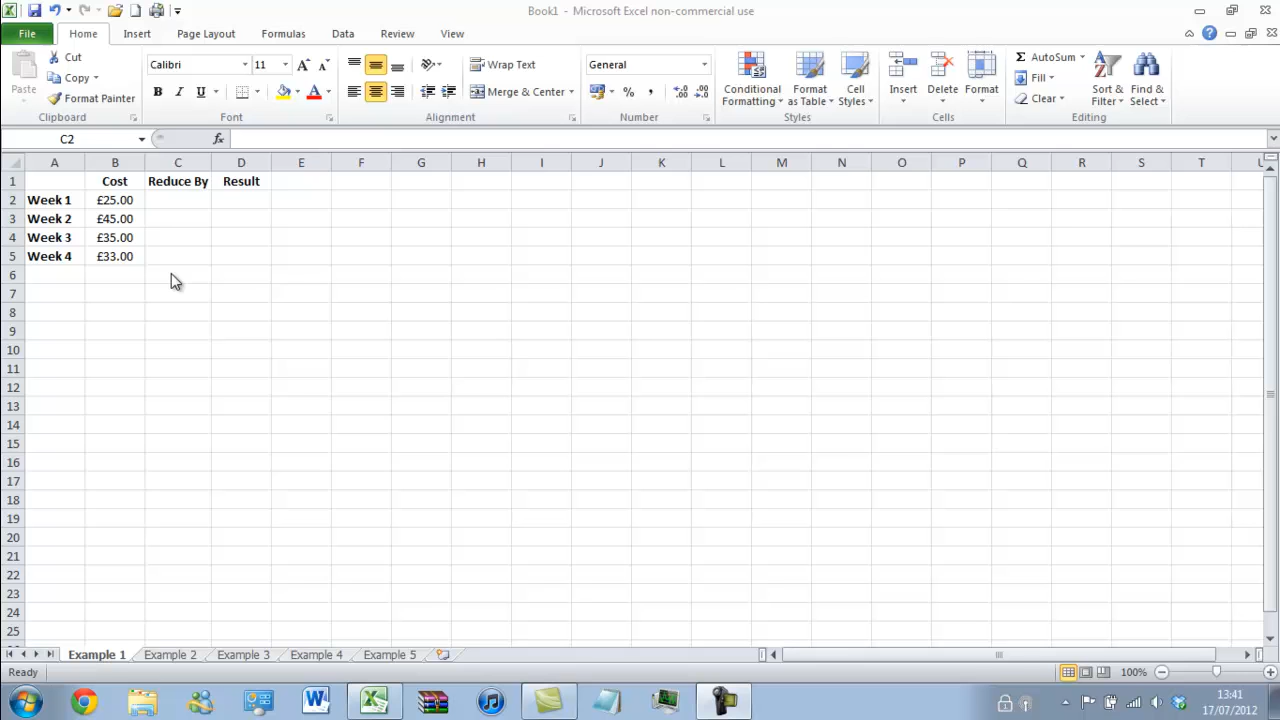 Book1 - Microsoft Excel non-commercial use
File Home Insert Page Layout Formulas Data Review View
Paste
Cut
Copy
Format Painter
Clipboard
Calibri 11
B I U
Font
Wrap Text
Merge & Center
Alignment
General
%
Number
Conditional Formatting
Format as Table
Cell Styles
Styles
Insert Delete Format
Cells
AutoSum
Fill
Clear
Sort & Filter
Find & Select
Editing
C2 fx
A B C D E F G H I J K L M N O P Q R S T U
1 Cost Reduce By Result
2 Week 1 £25.00
3 Week 2 £45.00
4 Week 3 £35.00
5 Week 4 £33.00
6
7
8
9
10
11
12
13
14
15
16
17
18
19
20
21
22
23
24
25
Example 1 Example 2 Example 3 Example 4 Example 5
Ready 100%
13:41
17/07/2012